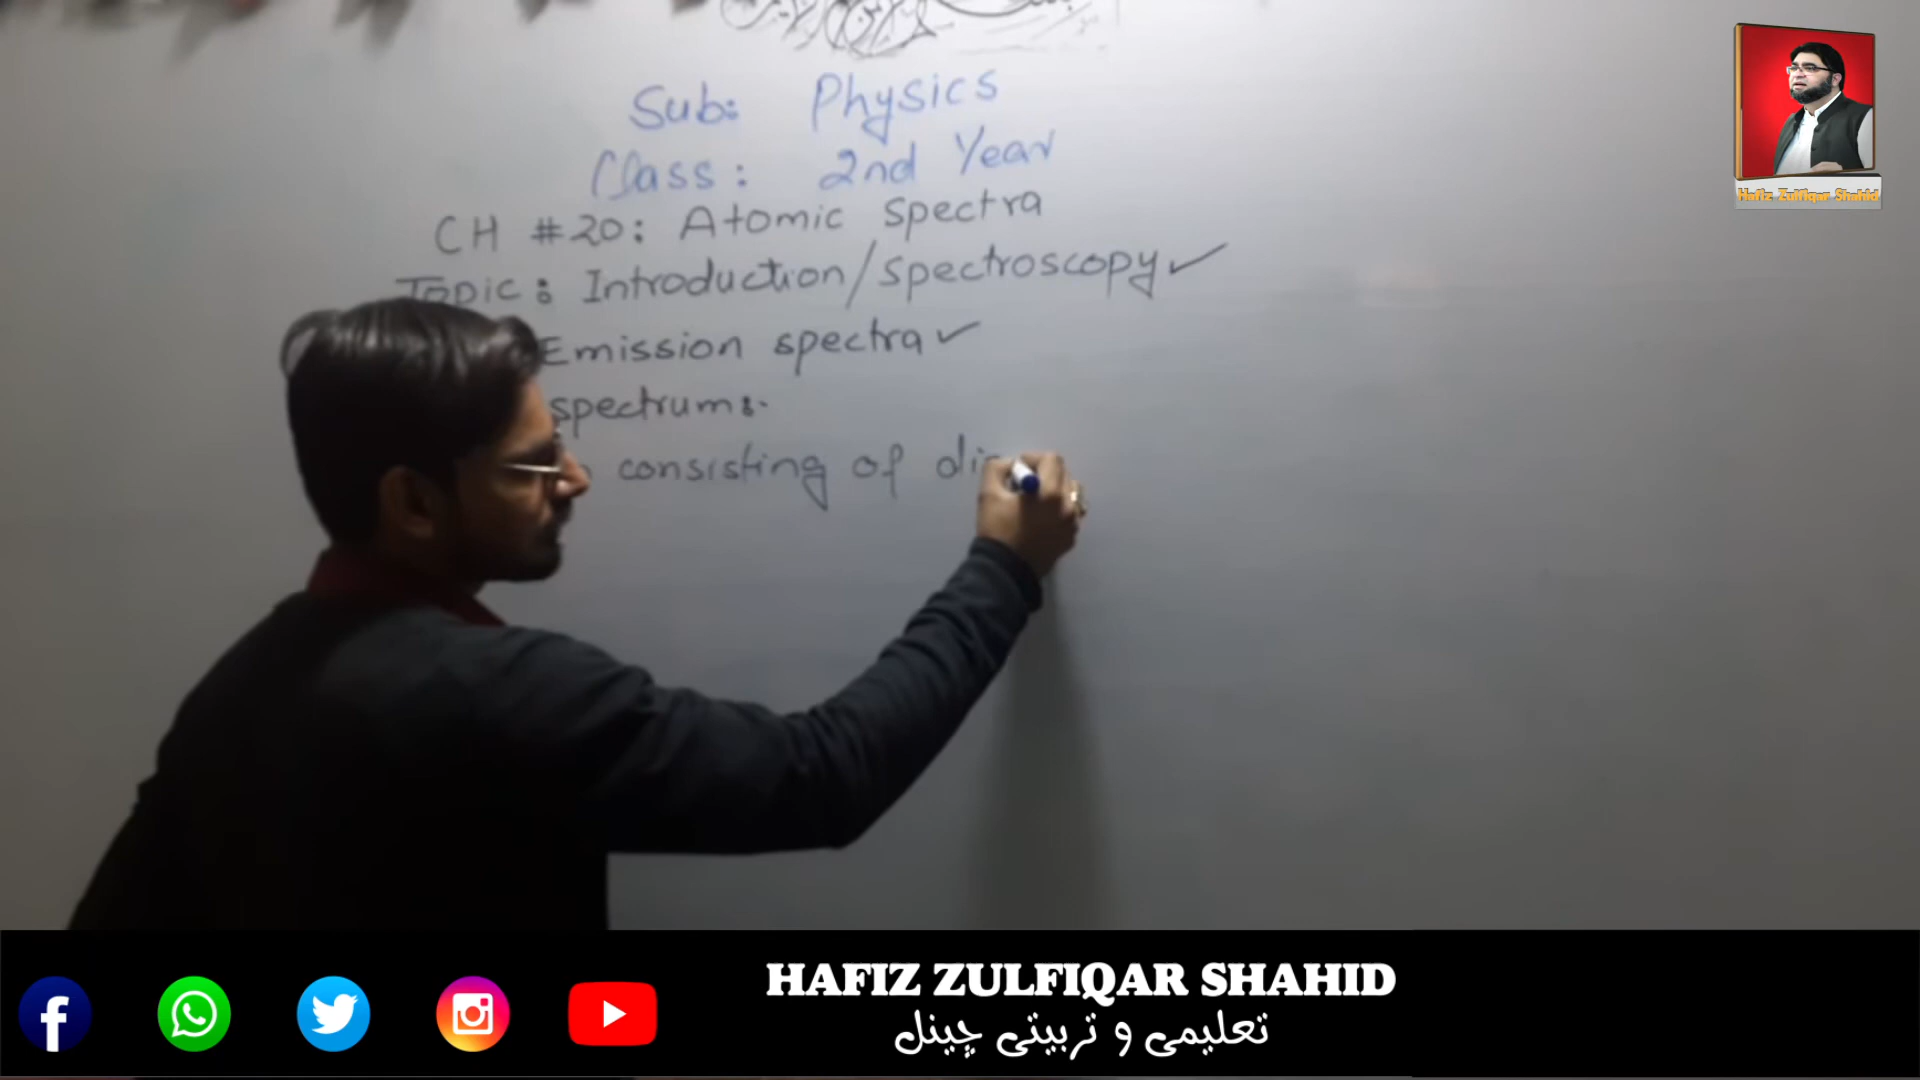 Sub: Physics
Class: 2nd Year
CH #20: Atomic Spectra
Topic: Introduction/Spectroscopy ✓
Emission spectra ✓
spectrum:-
consisting of dis
Hafiz Zulfiqar Shahid
HAFIZ ZULFIQAR SHAHID
تعلیمی و تربیتی چینل